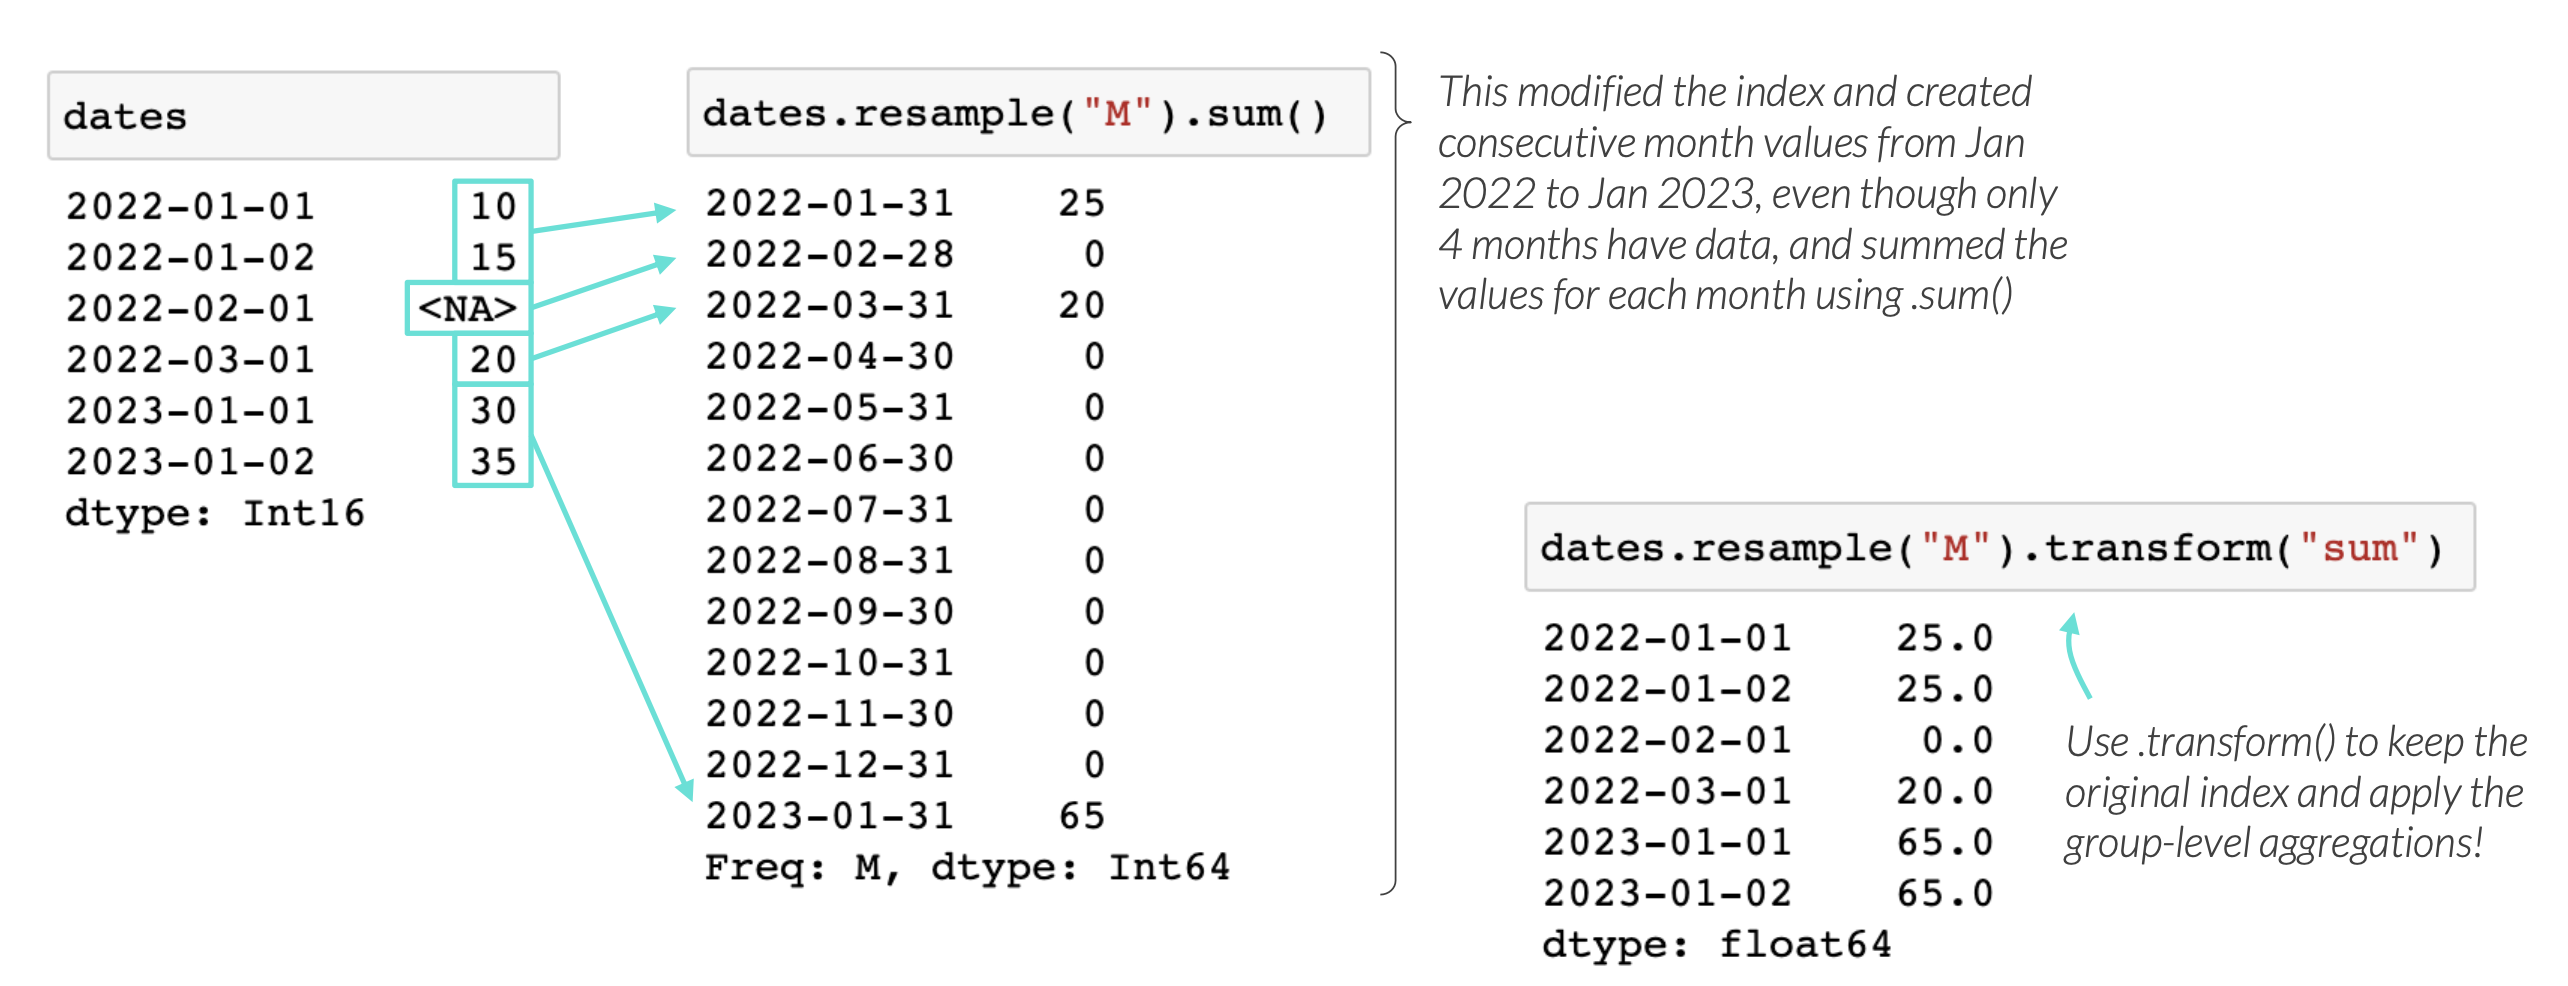 dates
2022-01-01 10
2022-01-02 15
2022-02-01 <NA>
2022-03-01 20
2023-01-01 30
2023-01-02 35
dtype: Int16
dates.resample("M").sum()
2022-01-31 25
2022-02-28 0
2022-03-31 20
2022-04-30 0
2022-05-31 0
2022-06-30 0
2022-07-31 0
2022-08-31 0
2022-09-30 0
2022-10-31 0
2022-11-30 0
2022-12-31 0
2023-01-31 65
Freq: M, dtype: Int64
This modified the index and created
consecutive month values from Jan
2022 to Jan 2023, even though only
4 months have data, and summed the
values for each month using .sum()
dates.resample("M").transform("sum")
2022-01-01 25.0
2022-01-02 25.0
2022-02-01 0.0
2022-03-01 20.0
2023-01-01 65.0
2023-01-02 65.0
dtype: float64
Use .transform() to keep the
original index and apply the
group-level aggregations!